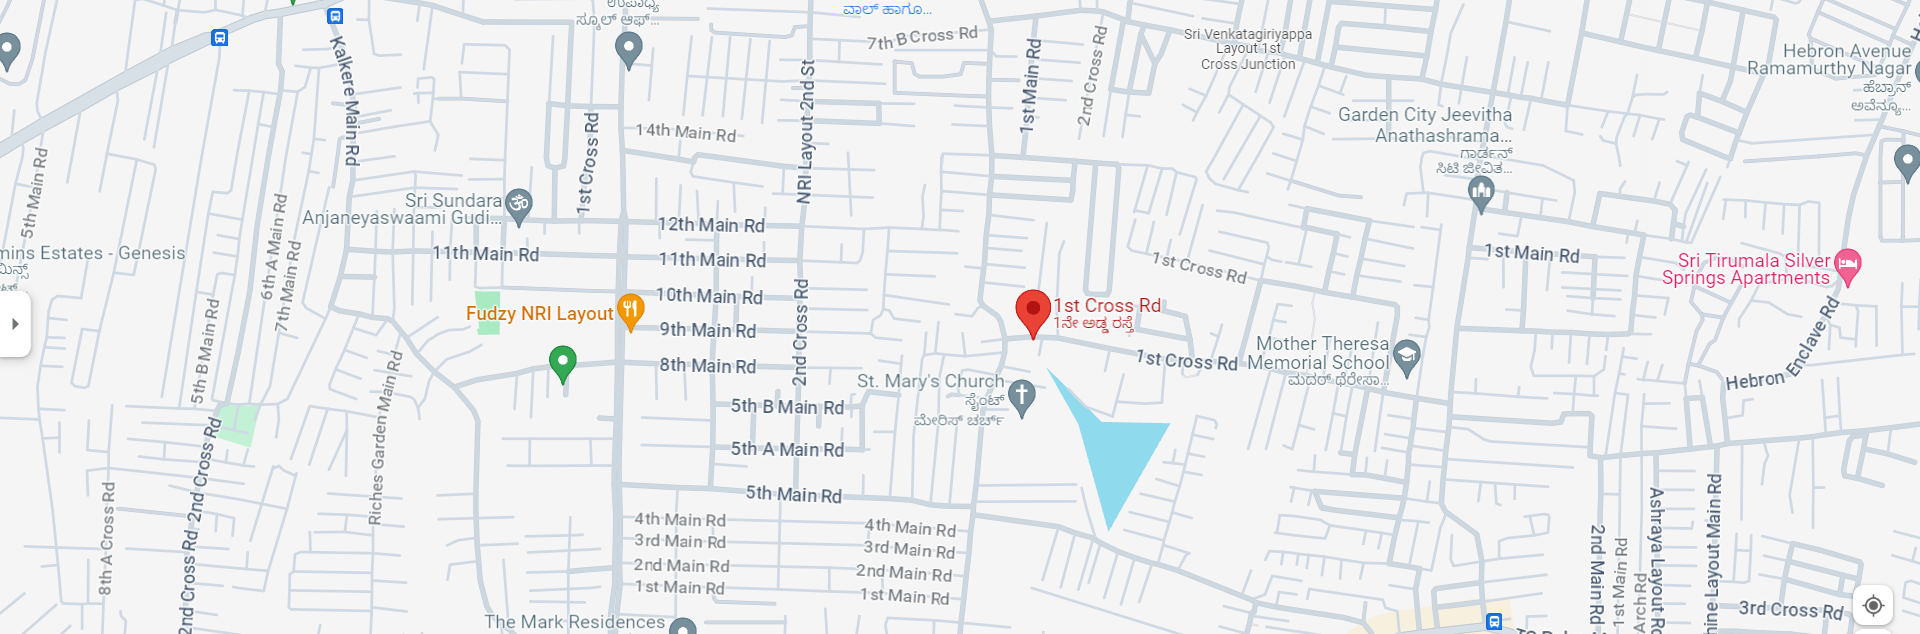 ಸ್ಕೂಲ್ ಆಫ್...
ವಾಲ್ ಹಾಗೂ...
7th B Cross Rd
Kalkere Main Rd
NRI Layout 2nd St
1st Main Rd
2nd Cross Rd
Sri Venkatagiriyappa
Layout 1st
Cross Junction
Hebron Avenue
Ramamurthy Nagar
ಹೆಬ್ರಾನ್
ಅವೆನ್ಯೂ...
Garden City Jeevitha
Anathashrama...
ಗಾರ್ಡನ್
ಸಿಟಿ ಜೀವಿತ...
14th Main Rd
1st Cross Rd
5th Main Rd
Sri Sundara
Anjaneyaswaami Gudi...
12th Main Rd
11th Main Rd
11th Main Rd
6th A Main Rd
7th Main Rd
mins Estates - Genesis
1st Main Rd
1st Cross Rd
Sri Tirumala Silver
Springs Apartments
10th Main Rd
2nd Cross Rd
Fudzy NRI Layout
9th Main Rd
1st Cross Rd
1ನೇ ಅಡ್ಡ ರಸ್ತೆ
5th B Main Rd
8th Main Rd
1st Cross Rd
Mother Theresa
Memorial School
ಮದರ್ ಥೆರೇಸಾ...
Hebron Enclave Rd
St. Mary's Church
ಸೈಂಟ್
ಮೇರಿಸ್ ಚರ್ಚ್
5th B Main Rd
5th A Main Rd
Riches Garden Main Rd
2nd Cross Rd
2nd Cross Rd
8th A Cross Rd
5th Main Rd
4th Main Rd
3rd Main Rd
2nd Main Rd
1st Main Rd
4th Main Rd
3rd Main Rd
2nd Main Rd
1st Main Rd
The Mark Residences
2nd Main Rd
1st Main Rd
Arch Rd
Ashraya Layout Rd
hine Layout Main Rd
3rd Cross Rd